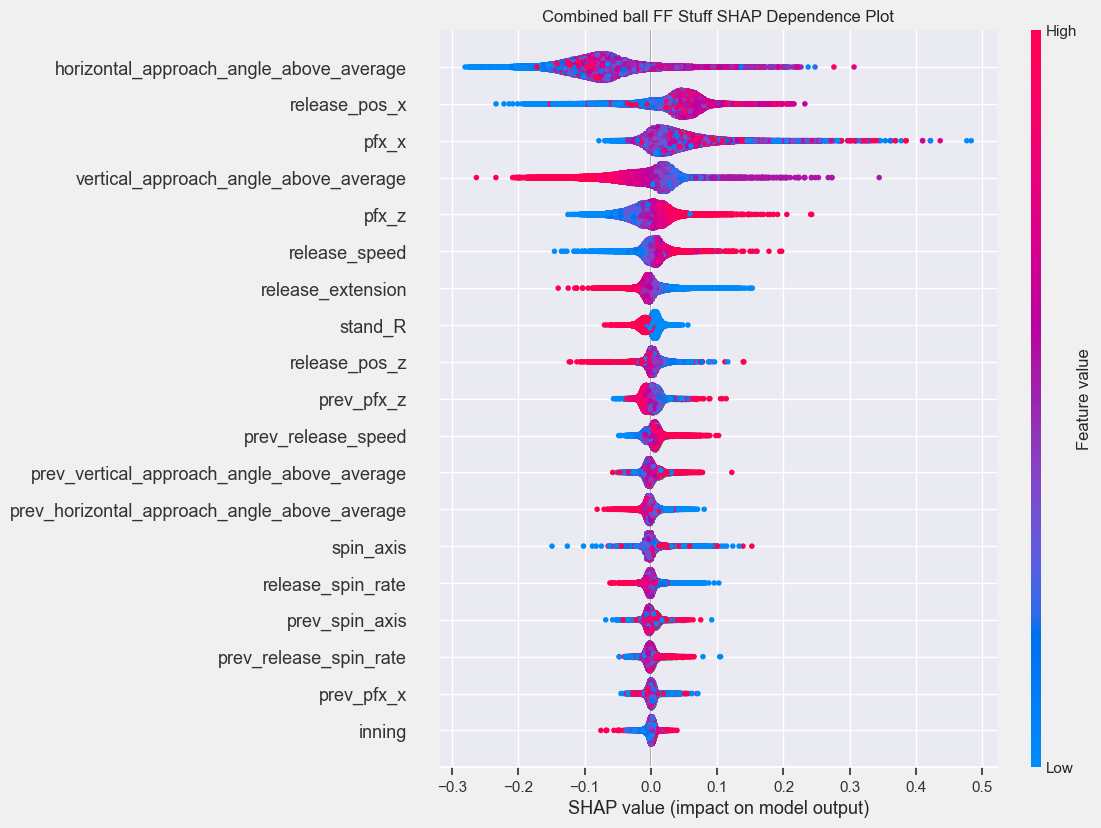 Combined ball FF Stuff SHAP Dependence Plot
horizontal_approach_angle_above_average
release_pos_x
pfx_x
vertical_approach_angle_above_average
pfx_z
release_speed
release_extension
stand_R
release_pos_z
prev_pfx_z
prev_release_speed
prev_vertical_approach_angle_above_average
prev_horizontal_approach_angle_above_average
spin_axis
release_spin_rate
prev_spin_axis
prev_release_spin_rate
prev_pfx_x
inning
−0.3 −0.2 −0.1 0.0 0.1 0.2 0.3 0.4 0.5
SHAP value (impact on model output)
High
Feature value
Low